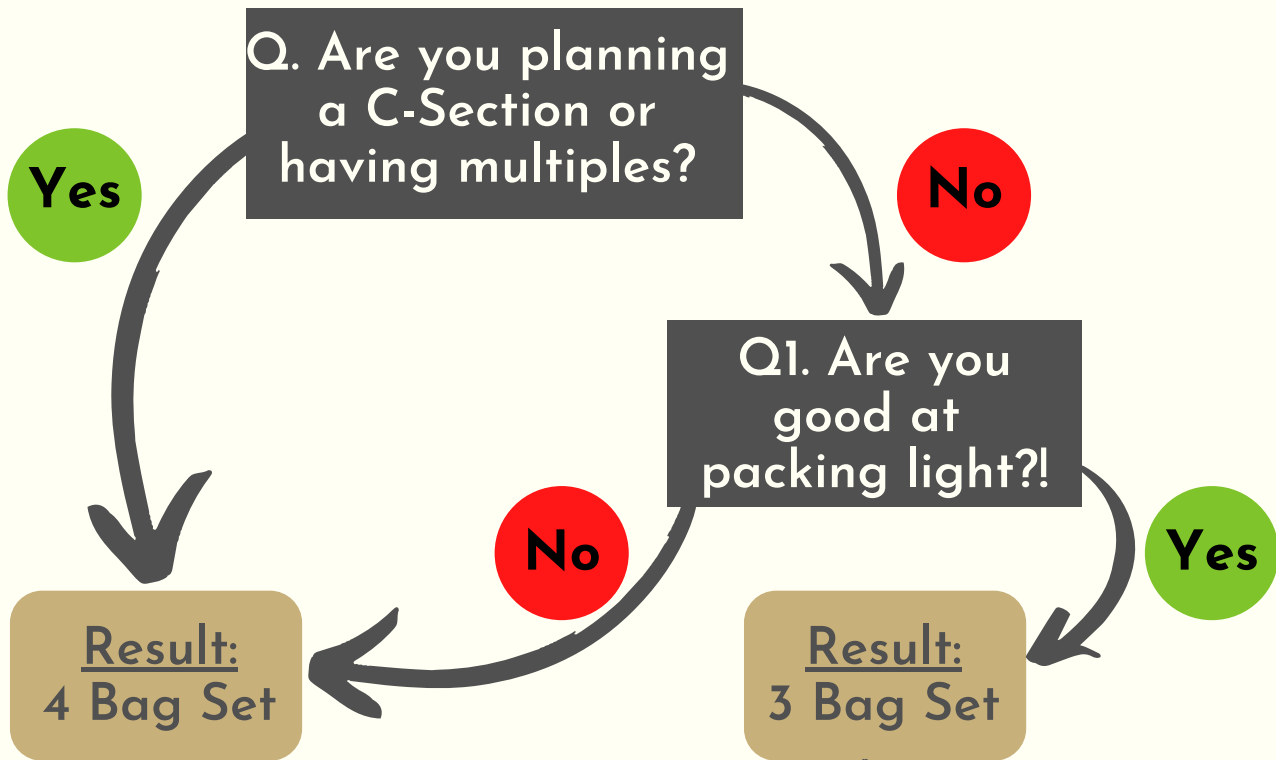 Q. Are you planning
a C-Section or
having multiples?
Yes
No
Q1. Are you
good at
packing light?!
No
Yes
Result:
4 Bag Set
Result:
3 Bag Set